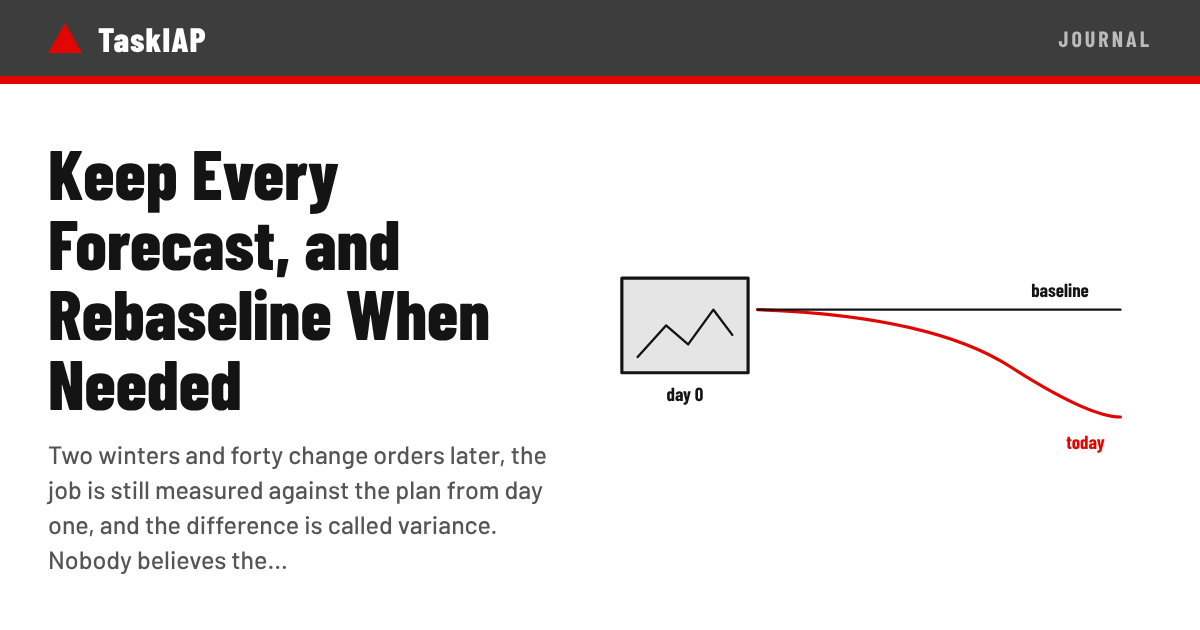 TaskIAP
JOURNAL
Keep Every
Forecast, and
Rebaseline When
Needed
Two winters and forty change orders later, the
job is still measured against the plan from day
one, and the difference is called variance.
Nobody believes the...
baseline
day 0
today